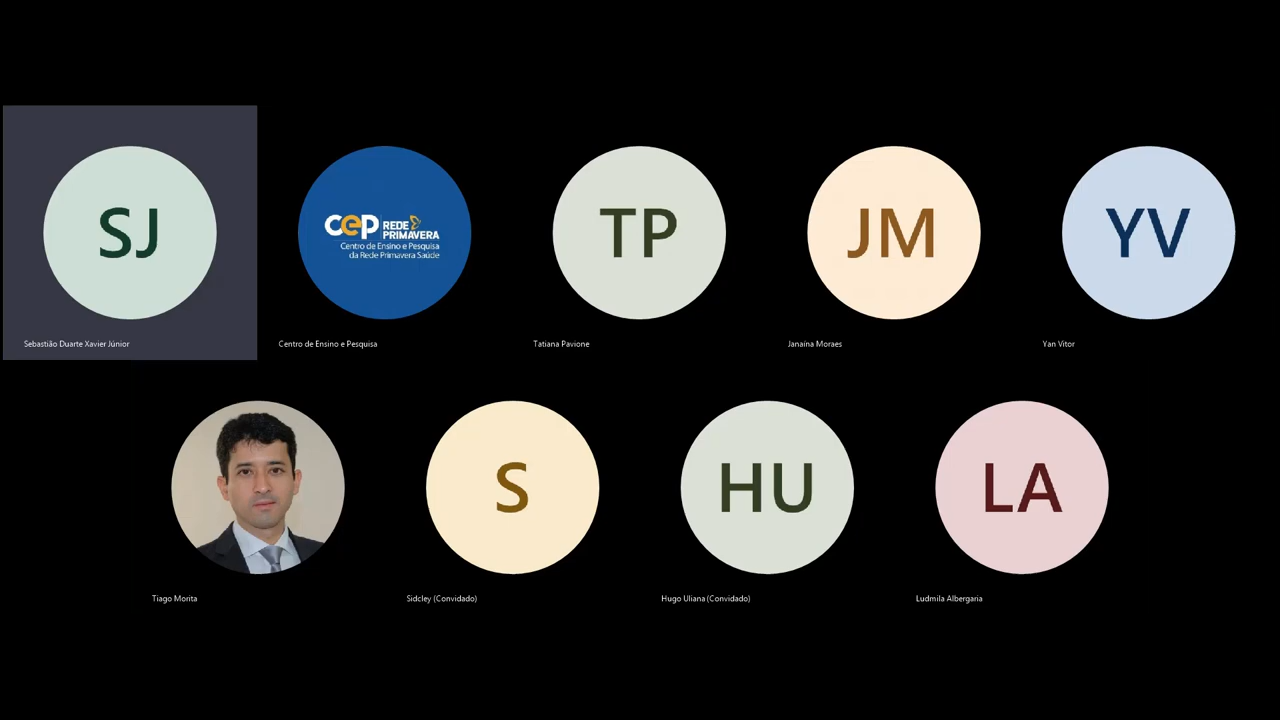 SJ
cep REDE PRIMAVERA
Centro de Ensino e Pesquisa
da Rede Primavera Saúde
TP
JM
YV
Sebastião Duarte Xavier Júnior
Centro de Ensino e Pesquisa
Tatiana Pavione
Janaína Moraes
Yan Vitor
S
HU
LA
Tiago Morita
Sidcley (Convidado)
Hugo Uliana (Convidado)
Ludmila Albergaria